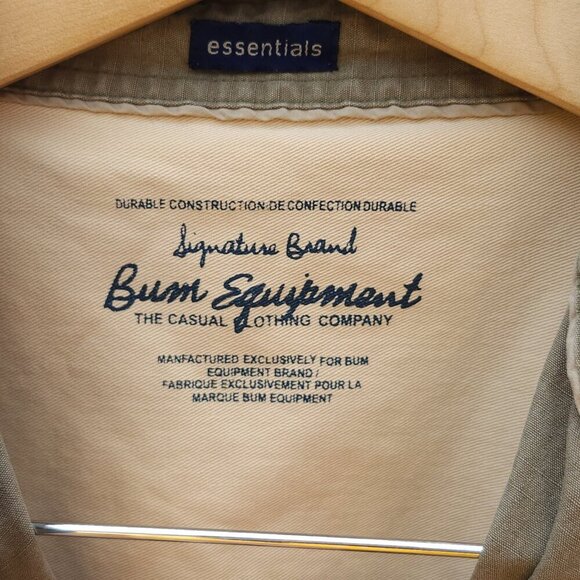 essentials
DURABLE CONSTRUCTION·DE CONFECTION DURABLE
Signature Brand
Bum Equipment
THE CASUAL CLOTHING COMPANY
MANFACTURED EXCLUSIVELY FOR BUM
EQUIPMENT BRAND /
FABRIQUE EXCLUSIVEMENT POUR LA
MARQUE BUM EQUIPMENT